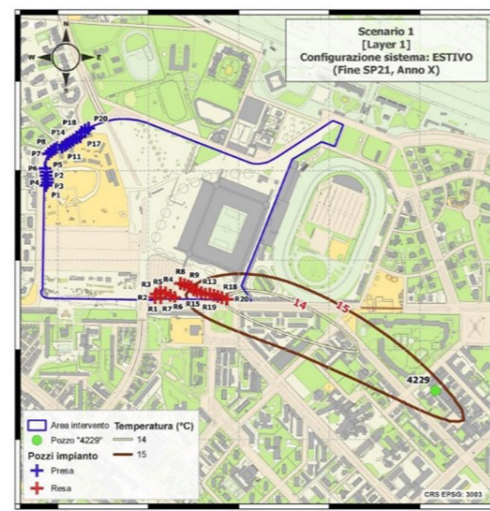 Scenario 1
[Layer 1]
Configurazione sistema: ESTIVO
(Fine SP21, Anno X)
N
W
E
S
P20
P18
P14
P17
P8
P7
P11
P6
P5
P2
P4
P3
P1
R8
R9
R5 R4
R13
R3
R18
R2
R20
R1 R7 R6 R15 R19
14
15
4229
Area intervento
Pozzo "4229"
Pozzi impianto
Presa
Resa
Temperatura (°C)
14
15
CRS EPSG: 3003